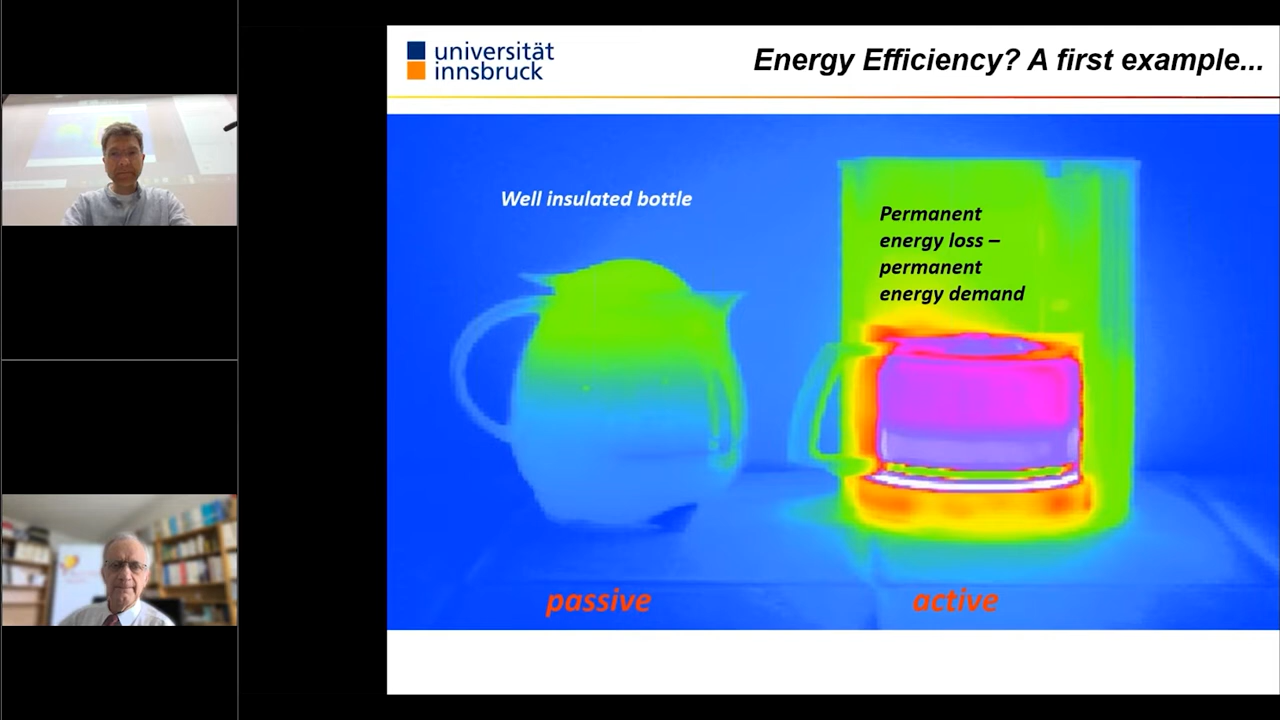 universität
innsbruck
Energy Efficiency? A first example...
Well insulated bottle
Permanent
energy loss –
permanent
energy demand
passive
active